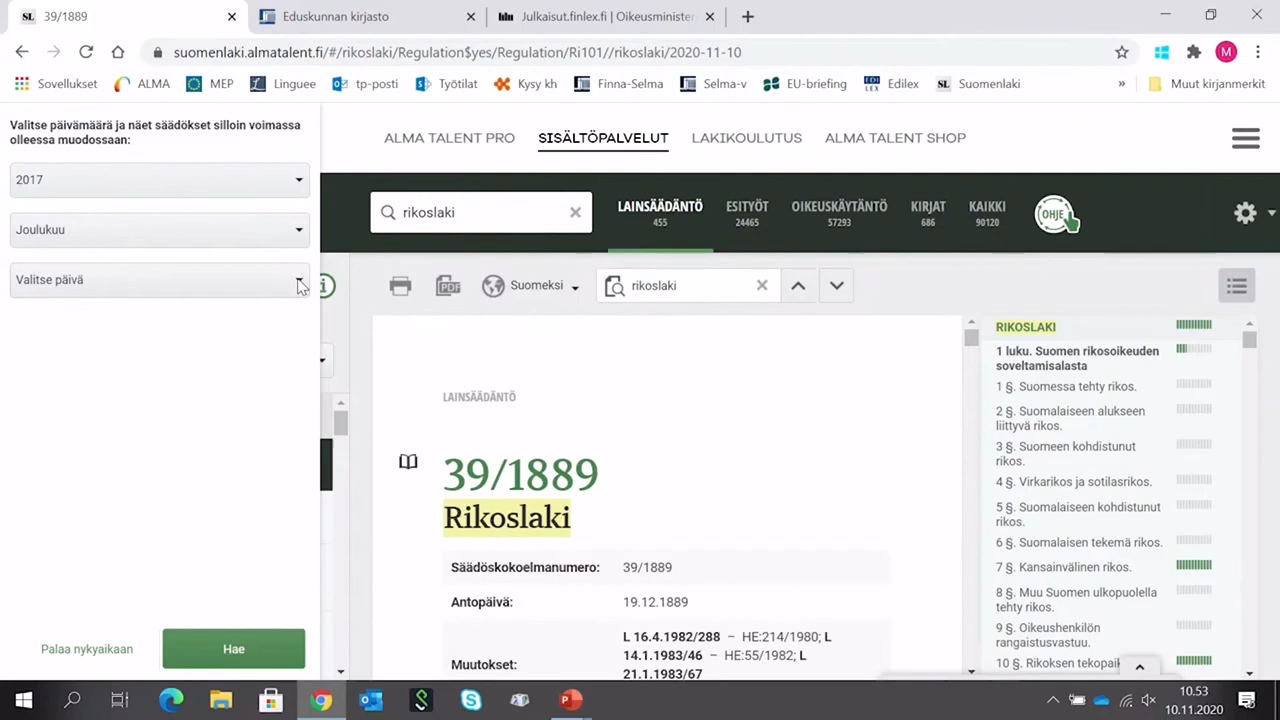 SL 39/1889
Eduskunnan kirjasto
Julkaisut.finlex.fi | Oikeusminister
suomenlaki.almatalent.fi/#/rikoslaki/Regulation$yes/Regulation/Ri101//rikoslaki/2020-11-10
M
Sovellukset ALMA MEP Linguee tp-posti Työtilat Kysy kh Finna-Selma Selma-v EU-briefing EDI LEX Edilex SL Suomenlaki » Muut kirjanmerkit
Valitse päivämäärä ja näet säädökset silloin voimassa
olleessa muodossaan:
2017
Joulukuu
Valitse päivä
Palaa nykyaikaan
Hae
ALMA TALENT PRO SISÄLTÖPALVELUT LAKIKOULUTUS ALMA TALENT SHOP
rikoslaki
LAINSÄÄDÄNTÖ ESITYÖT OIKEUSKÄYTÄNTÖ KIRJAT KAIKKI
455 24465 57293 686 90120
OHJE
PDF
Suomeksi
rikoslaki
LAINSÄÄDÄNTÖ
39/1889
Rikoslaki
Säädöskokoelmanumero: 39/1889
Antopäivä: 19.12.1889
Muutokset:
L 16.4.1982/288 – HE:214/1980; L
14.1.1983/46 – HE:55/1982; L
21.1.1983/67
RIKOSLAKI
1 luku. Suomen rikosoikeuden
soveltamisalasta
1 §. Suomessa tehty rikos.
2 §. Suomalaiseen alukseen
liittyvä rikos.
3 §. Suomeen kohdistunut
rikos.
4 §. Virkarikos ja sotilasrikos.
5 §. Suomalaiseen kohdistunut
rikos.
6 §. Suomalaisen tekemä rikos.
7 §. Kansainvälinen rikos.
8 §. Muu Suomen ulkopuolella
tehty rikos.
9 §. Oikeushenkilön
rangaistusvastuu.
10 §. Rikoksen tekopaik
10.53
10.11.2020